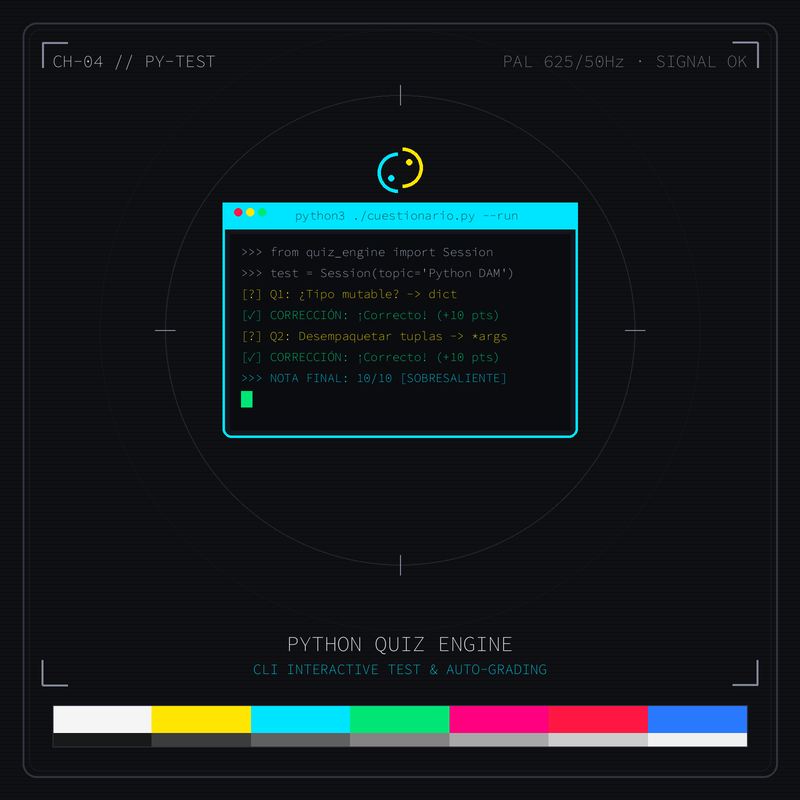 CH-04 // PY-TEST
PAL 625/50Hz · SIGNAL OK
python3 ./cuestionario.py --run
>>> from quiz_engine import Session
>>> test = Session(topic='Python DAM')
[?] Q1: ¿Tipo mutable? -> dict
[✓] CORRECCIÓN: ¡Correcto! (+10 pts)
[?] Q2: Desempaquetar tuplas -> *args
[✓] CORRECCIÓN: ¡Correcto! (+10 pts)
>>> NOTA FINAL: 10/10 [SOBRESALIENTE]
PYTHON QUIZ ENGINE
CLI INTERACTIVE TEST & AUTO-GRADING